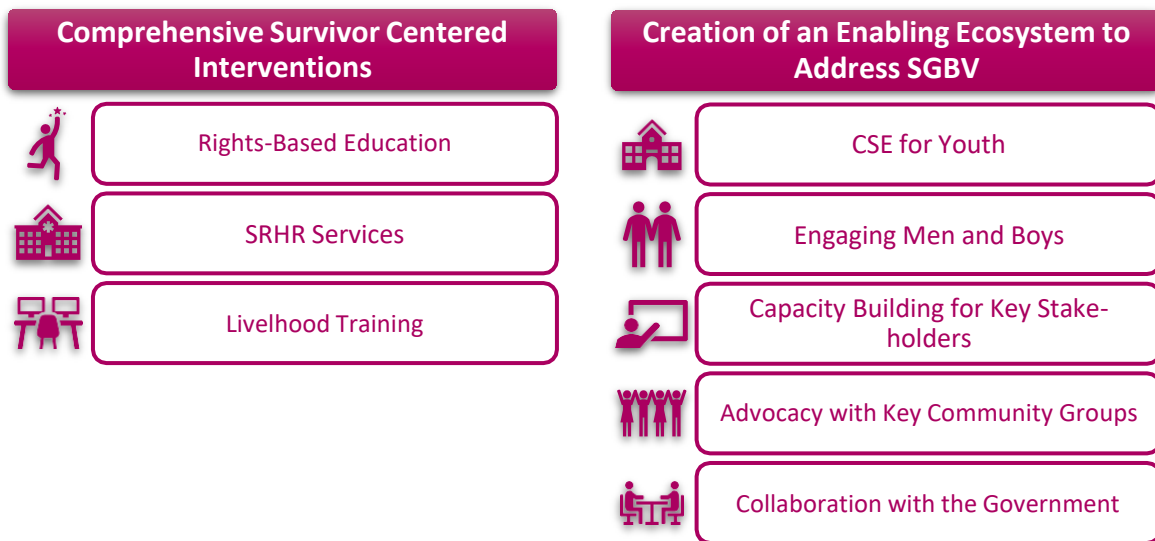 Comprehensive Survivor Centered
Interventions
Rights-Based Education
SRHR Services
Livelhood Training
Creation of an Enabling Ecosystem to
Address SGBV
CSE for Youth
Engaging Men and Boys
Capacity Building for Key Stake-
holders
Advocacy with Key Community Groups
Collaboration with the Government